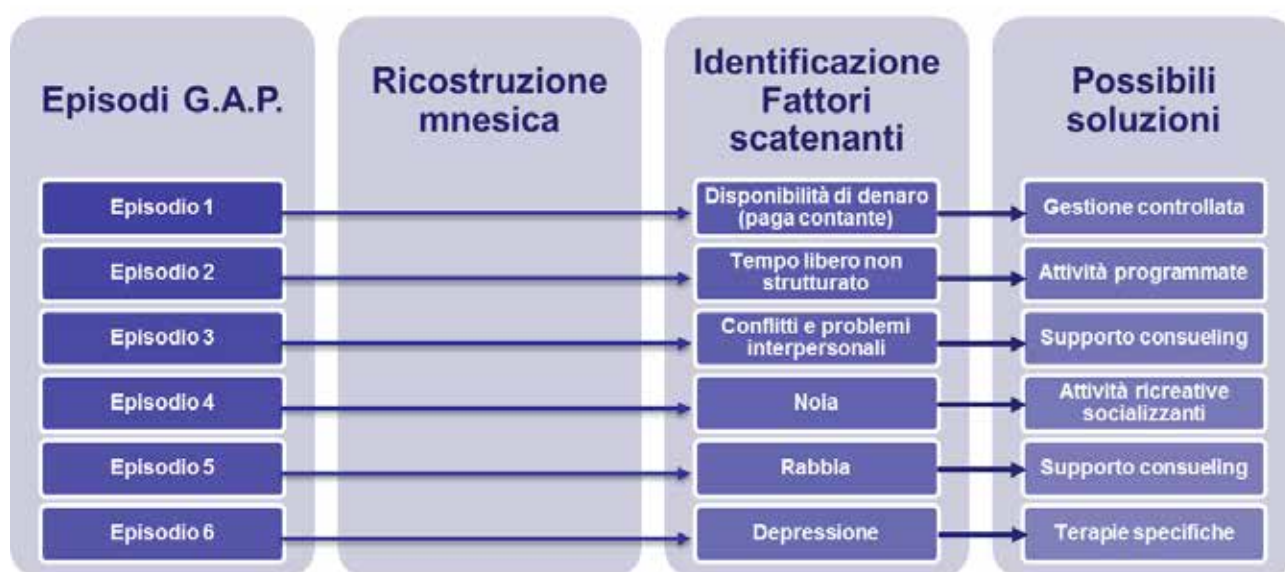 Episodi G.A.P.
Ricostruzione
mnesica
Identificazione
Fattori
scatenanti
Possibili
soluzioni
Episodio 1
Disponibilità di denaro
(paga contante)
Gestione controllata
Episodio 2
Tempo libero non
strutturato
Attività programmate
Episodio 3
Conflitti e problemi
interpersonali
Supporto consueling
Episodio 4
Noia
Attività ricreative
socializzanti
Episodio 5
Rabbia
Supporto consueling
Episodio 6
Depressione
Terapie specifiche